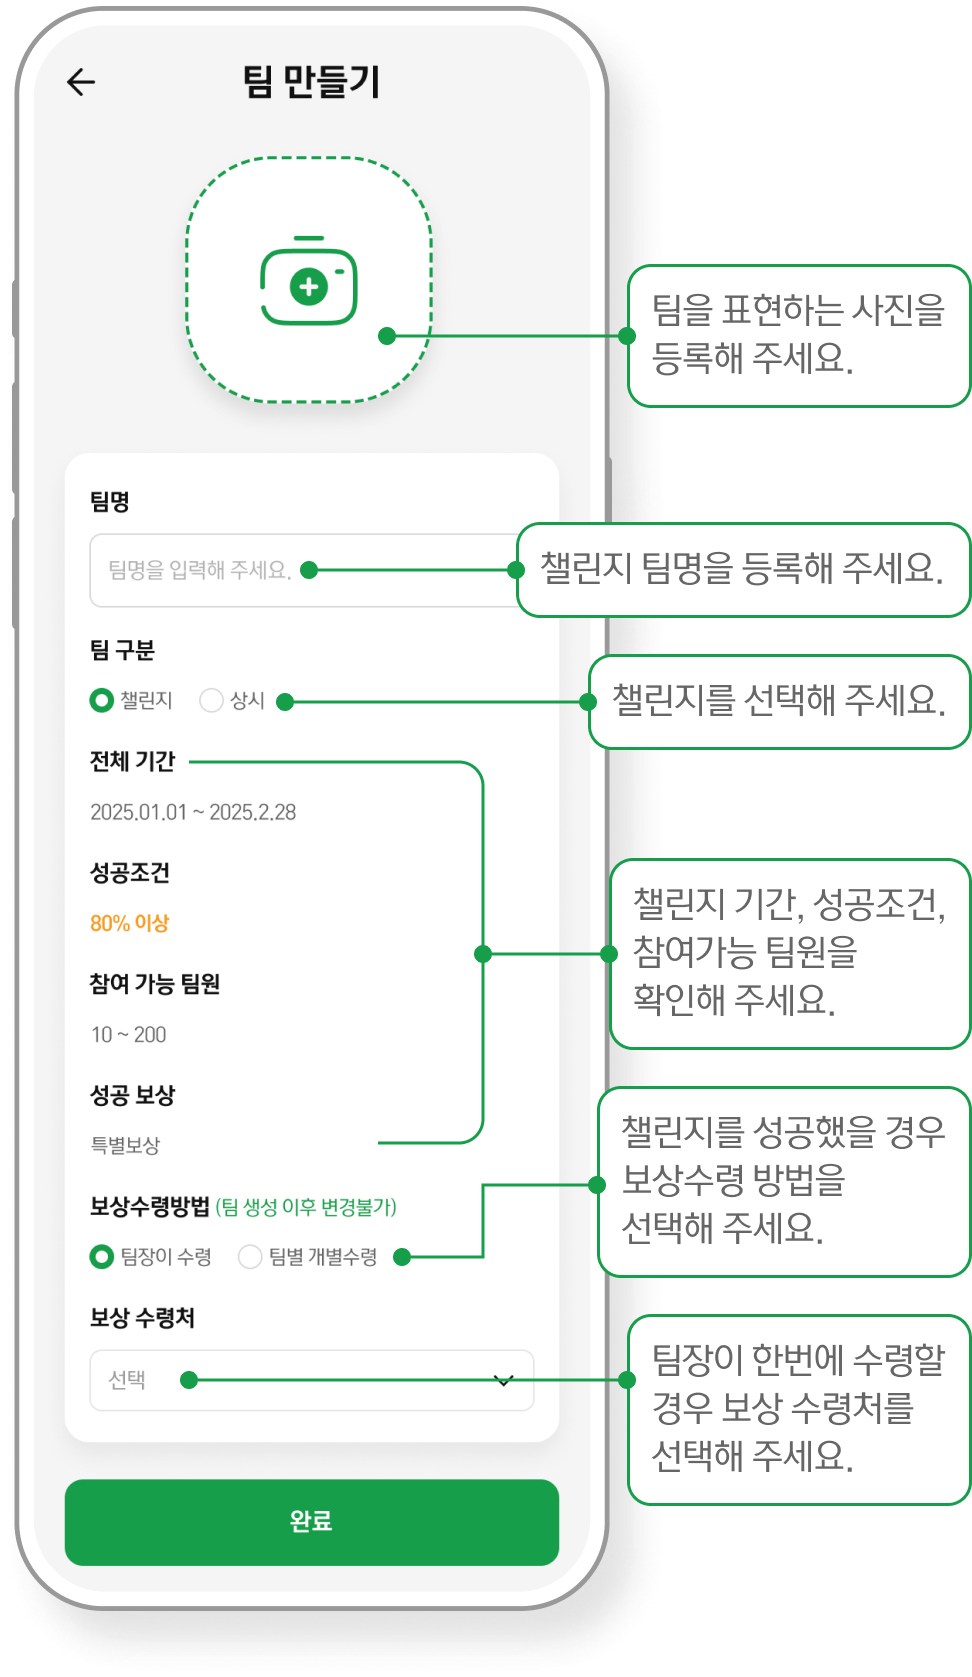 팀 만들기
팀을 표현하는 사진을
등록해 주세요.
팀명
팀명을 입력해 주세요.
챌린지 팀명을 등록해 주세요.
팀 구분
챌린지 상시
챌린지를 선택해 주세요.
전체 기간
2025.01.01 ~ 2025.2.28
성공조건
80% 이상
참여 가능 팀원
10 ~ 200
성공 보상
특별보상
챌린지 기간, 성공조건,
참여가능 팀원을
확인해 주세요.
보상수령방법 (팀 생성 이후 변경불가)
팀장이 수령 팀별 개별수령
챌린지를 성공했을 경우
보상수령 방법을
선택해 주세요.
보상 수령처
선택
팀장이 한번에 수령할
경우 보상 수령처를
선택해 주세요.
완료